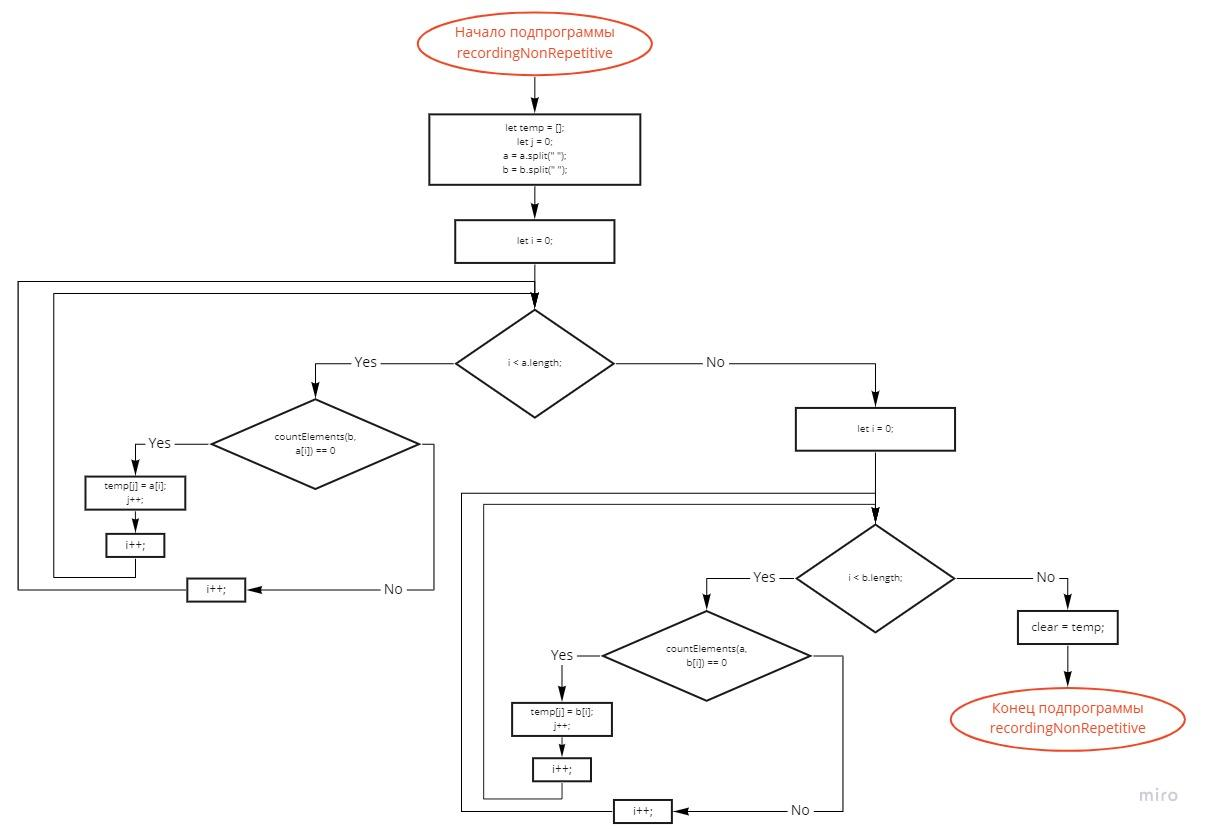 Начало подпрограммы
recordingNonRepetitive
let temp = [];
let j = 0;
a = a.split(" ");
b = b.split(" ");
let i = 0;
i < a.length;
Yes
No
countElements(b,
a[i]) == 0
Yes
temp[j] = a[i];
j++;
i++;
i++;
No
let i = 0;
i < b.length;
Yes
No
clear = temp;
countElements(a,
b[i]) == 0
Yes
temp[j] = b[i];
j++;
i++;
i++;
No
Конец подпрограммы
recordingNonRepetitive
miro